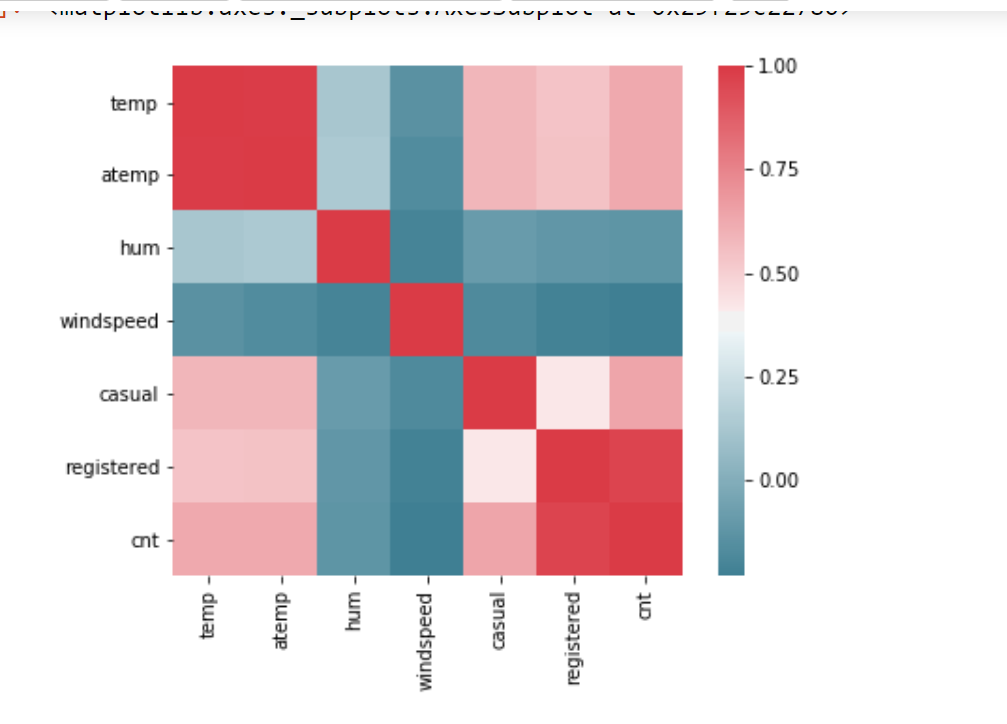 temp
atemp
hum
windspeed
casual
registered
cnt
temp
atemp
hum
windspeed
casual
registered
cnt
1.00
0.75
0.50
0.25
0.00